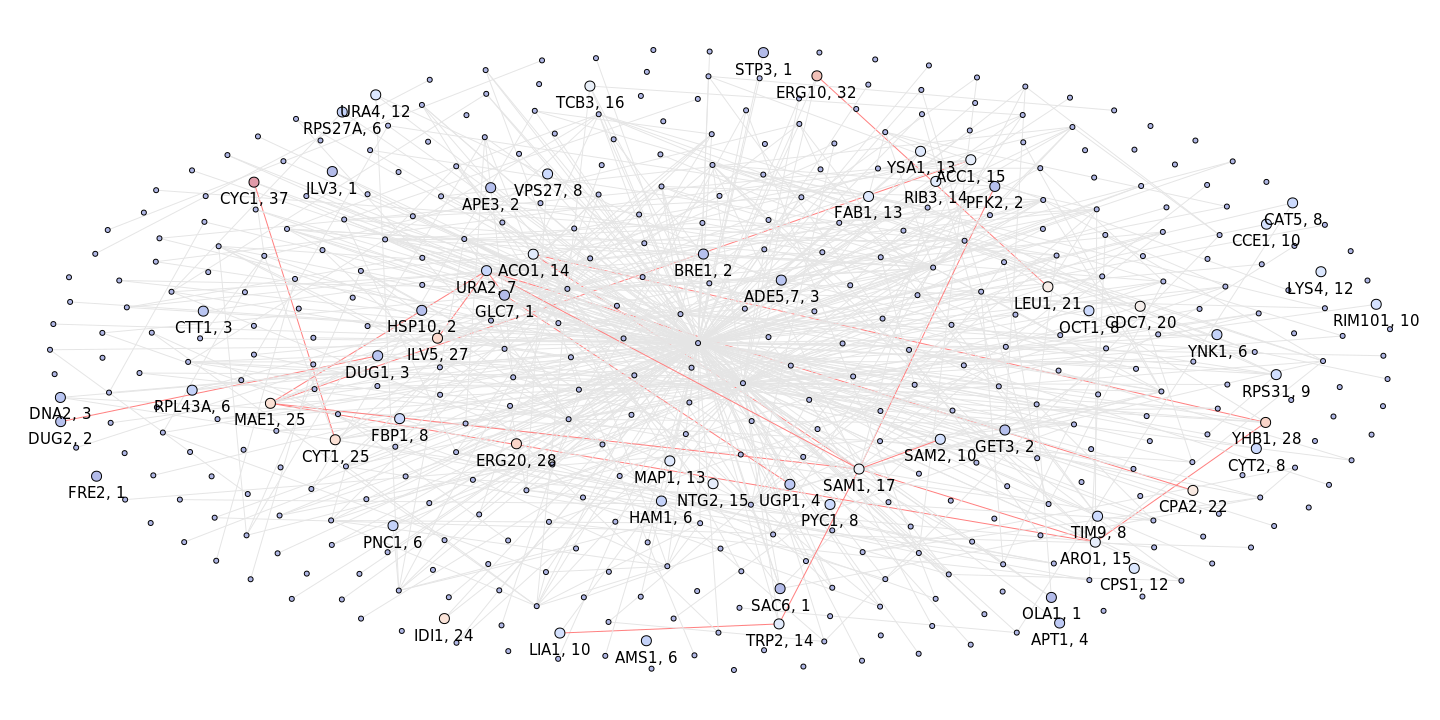 STP3, 1
ERG10, 32
TCB3, 16
URA4, 12
RPS27A, 6
YSA1, 13
ACC1, 15
ILV3, 1
CYC1, 37
VPS27, 8
APE3, 2
RIB3, 14
PFK2, 2
FAB1, 13
CAT5, 8
CCE1, 10
ACO1, 14
BRE1, 2
URA2, 7
LYS4, 12
ADE5,7, 3
GLC7, 1
LEU1, 21
RIM101, 10
CDC7, 20
CTT1, 3
HSP10, 2
OCT1, 8
ILV5, 27
YNK1, 6
DUG1, 3
RPS31, 9
RPL43A, 6
DNA2, 3
MAE1, 25
DUG2, 2
FBP1, 8
YHB1, 28
GET3, 2
CYT1, 25
SAM2, 10
ERG20, 28
CYT2, 8
MAP1, 13
SAM1, 17
FRE2, 1
NTG2, 15
UGP1, 4
CPA2, 22
HAM1, 6
PYC1, 8
TIM9, 8
PNC1, 6
ARO1, 15
CPS1, 12
SAC6, 1
OLA1, 1
IDI1, 24
TRP2, 14
APT1, 4
LIA1, 10
AMS1, 6